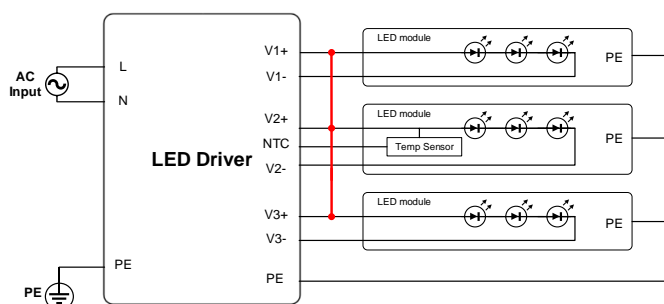 AC
Input
L
N
PE
PE
LED Driver
V1+
V1-
V2+
NTC
V2-
V3+
V3-
PE
LED module
PE
LED module
Temp Sensor
PE
LED module
PE